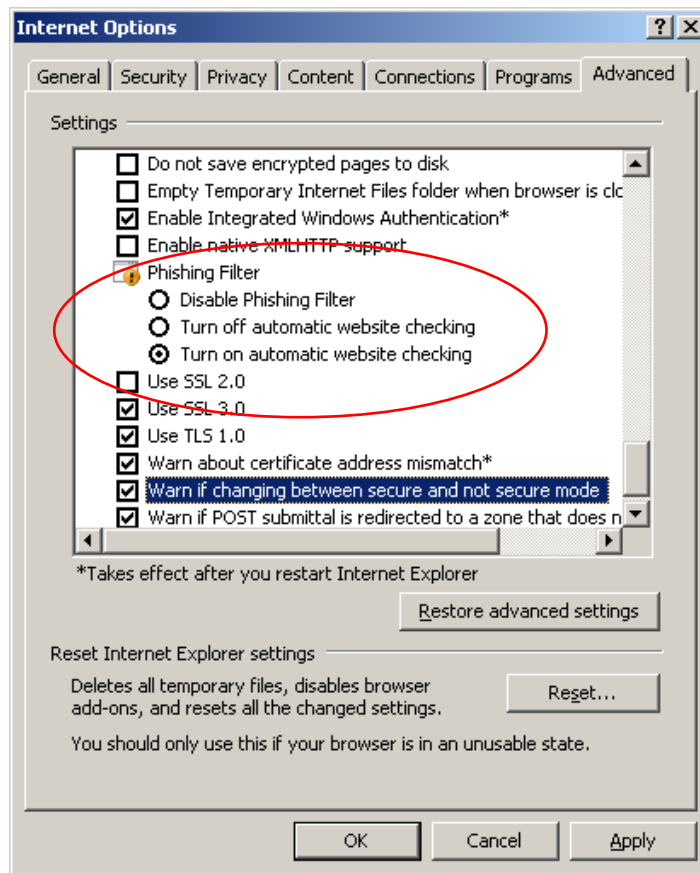 Internet Options
General Security Privacy Content Connections Programs Advanced
Settings
Do not save encrypted pages to disk
Empty Temporary Internet Files folder when browser is clo
Enable Integrated Windows Authentication*
Enable native XMLHTTP support
Phishing Filter
Disable Phishing Filter
Turn off automatic website checking
Turn on automatic website checking
Use SSL 2.0
Use SSL 3.0
Use TLS 1.0
Warn about certificate address mismatch*
Warn if changing between secure and not secure mode
Warn if POST submittal is redirected to a zone that does n
*Takes effect after you restart Internet Explorer
Restore advanced settings
Reset Internet Explorer settings
Deletes all temporary files, disables browser
add-ons, and resets all the changed settings.
Reset...
You should only use this if your browser is in an unusable state.
OK Cancel Apply